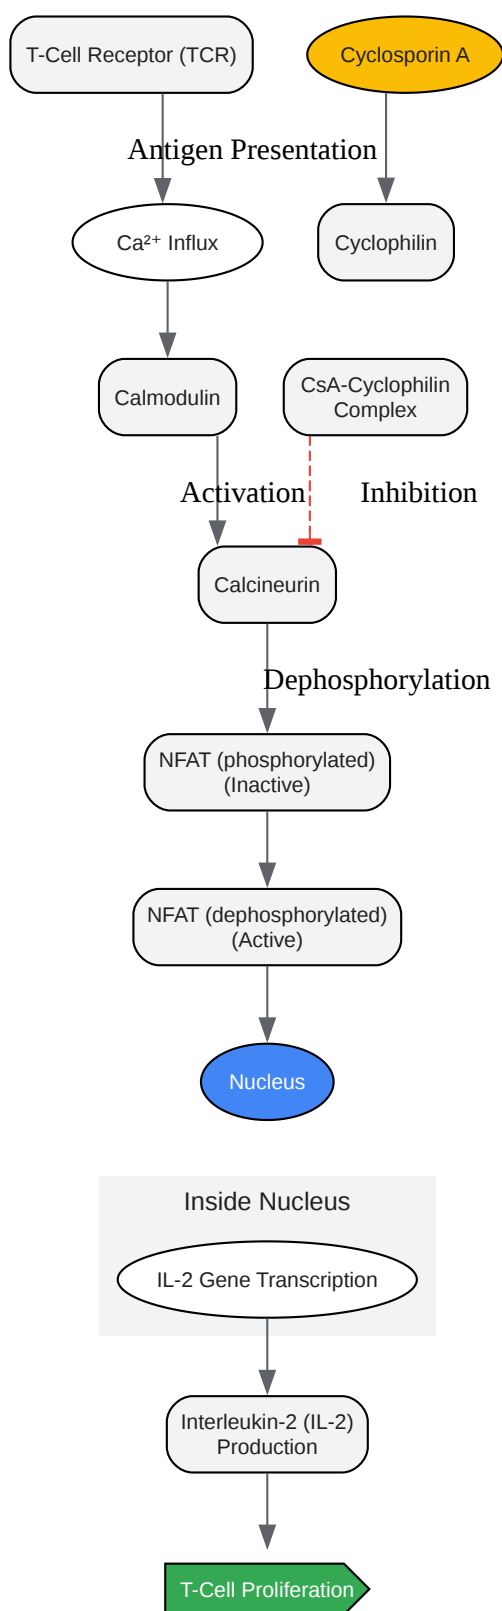 T-Cell Receptor (TCR)
Cyclosporin A
Antigen Presentation
Ca²⁺ Influx
Cyclophilin
Calmodulin
CsA-Cyclophilin
Complex
Activation
Inhibition
Calcineurin
Dephosphorylation
NFAT (phosphorylated)
(Inactive)
NFAT (dephosphorylated)
(Active)
Nucleus
Inside Nucleus
IL-2 Gene Transcription
Interleukin-2 (IL-2)
Production
T-Cell Proliferation